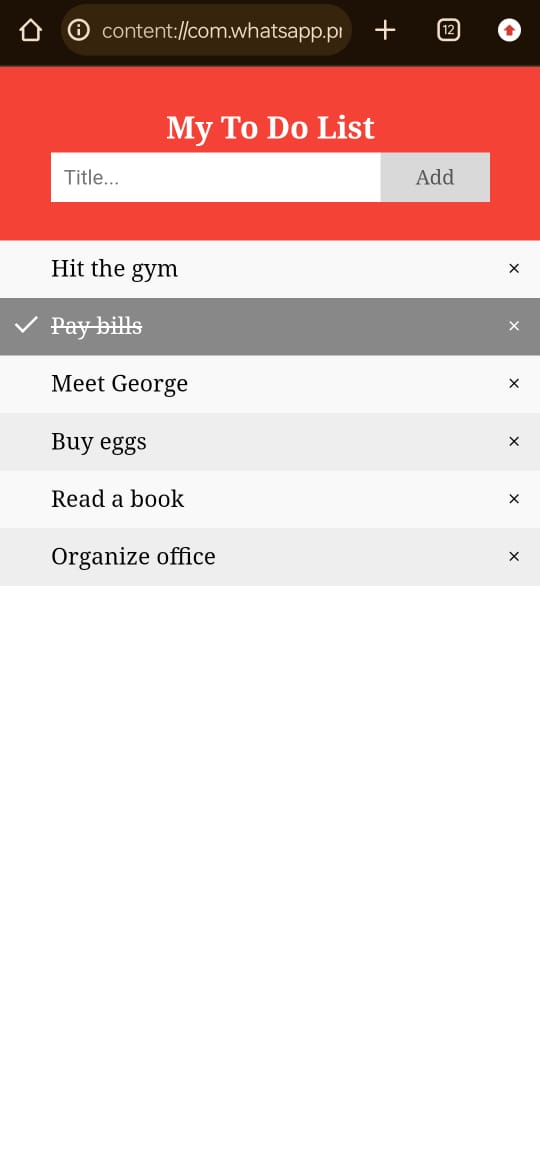 content://com.whatsapp.pr
12
My To Do List
Title...
Add
Hit the gym
×
Pay bills
×
Meet George
×
Buy eggs
×
Read a book
×
Organize office
×